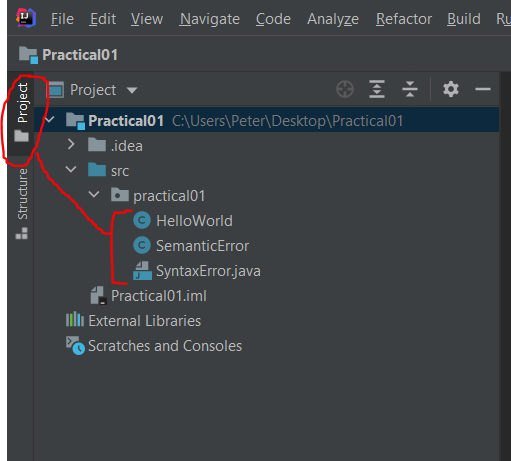 IJ File Edit View Navigate Code Analyze Refactor Build Ru
Practical01
Project
Project
Practical01 C:\Users\Peter\Desktop\Practical01
.idea
src
practical01
C HelloWorld
C SemanticError
J SyntaxError.java
Practical01.iml
External Libraries
Scratches and Consoles
Structure